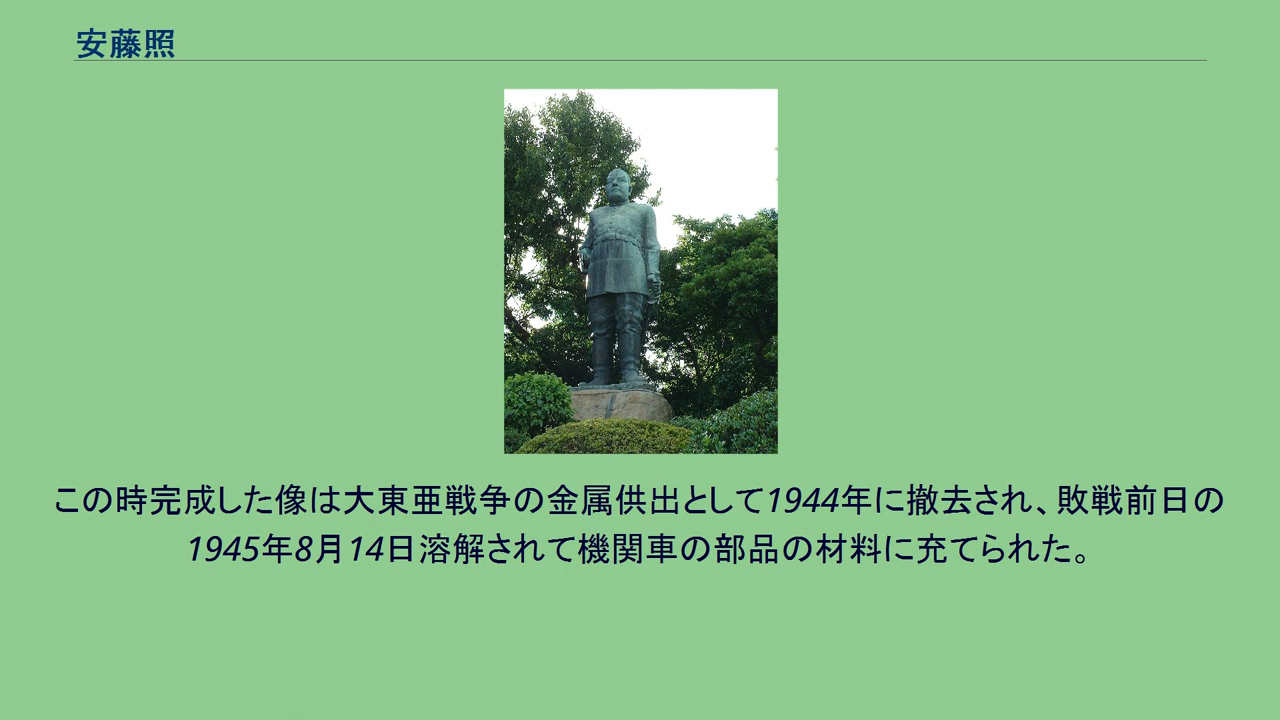 安藤照
この時完成した像は大東亜戦争の金属供出として1944年に撤去され、敗戦前日の
1945年8月14日溶解されて機関車の部品の材料に充てられた。